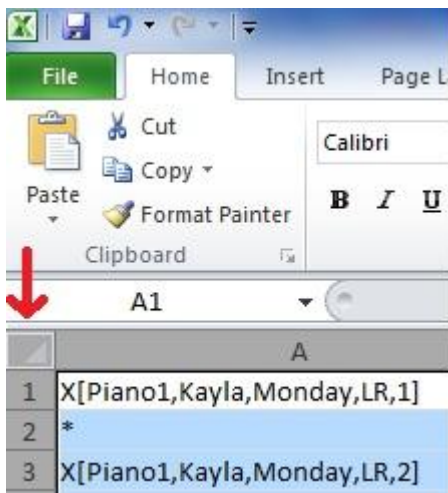 File Home Insert Page L
Cut
Calibri
Copy
Paste
B I U
Format Painter
Clipboard
A1
A
1 X[Piano1,Kayla,Monday,LR,1]
2 *
3 X[Piano1,Kayla,Monday,LR,2]